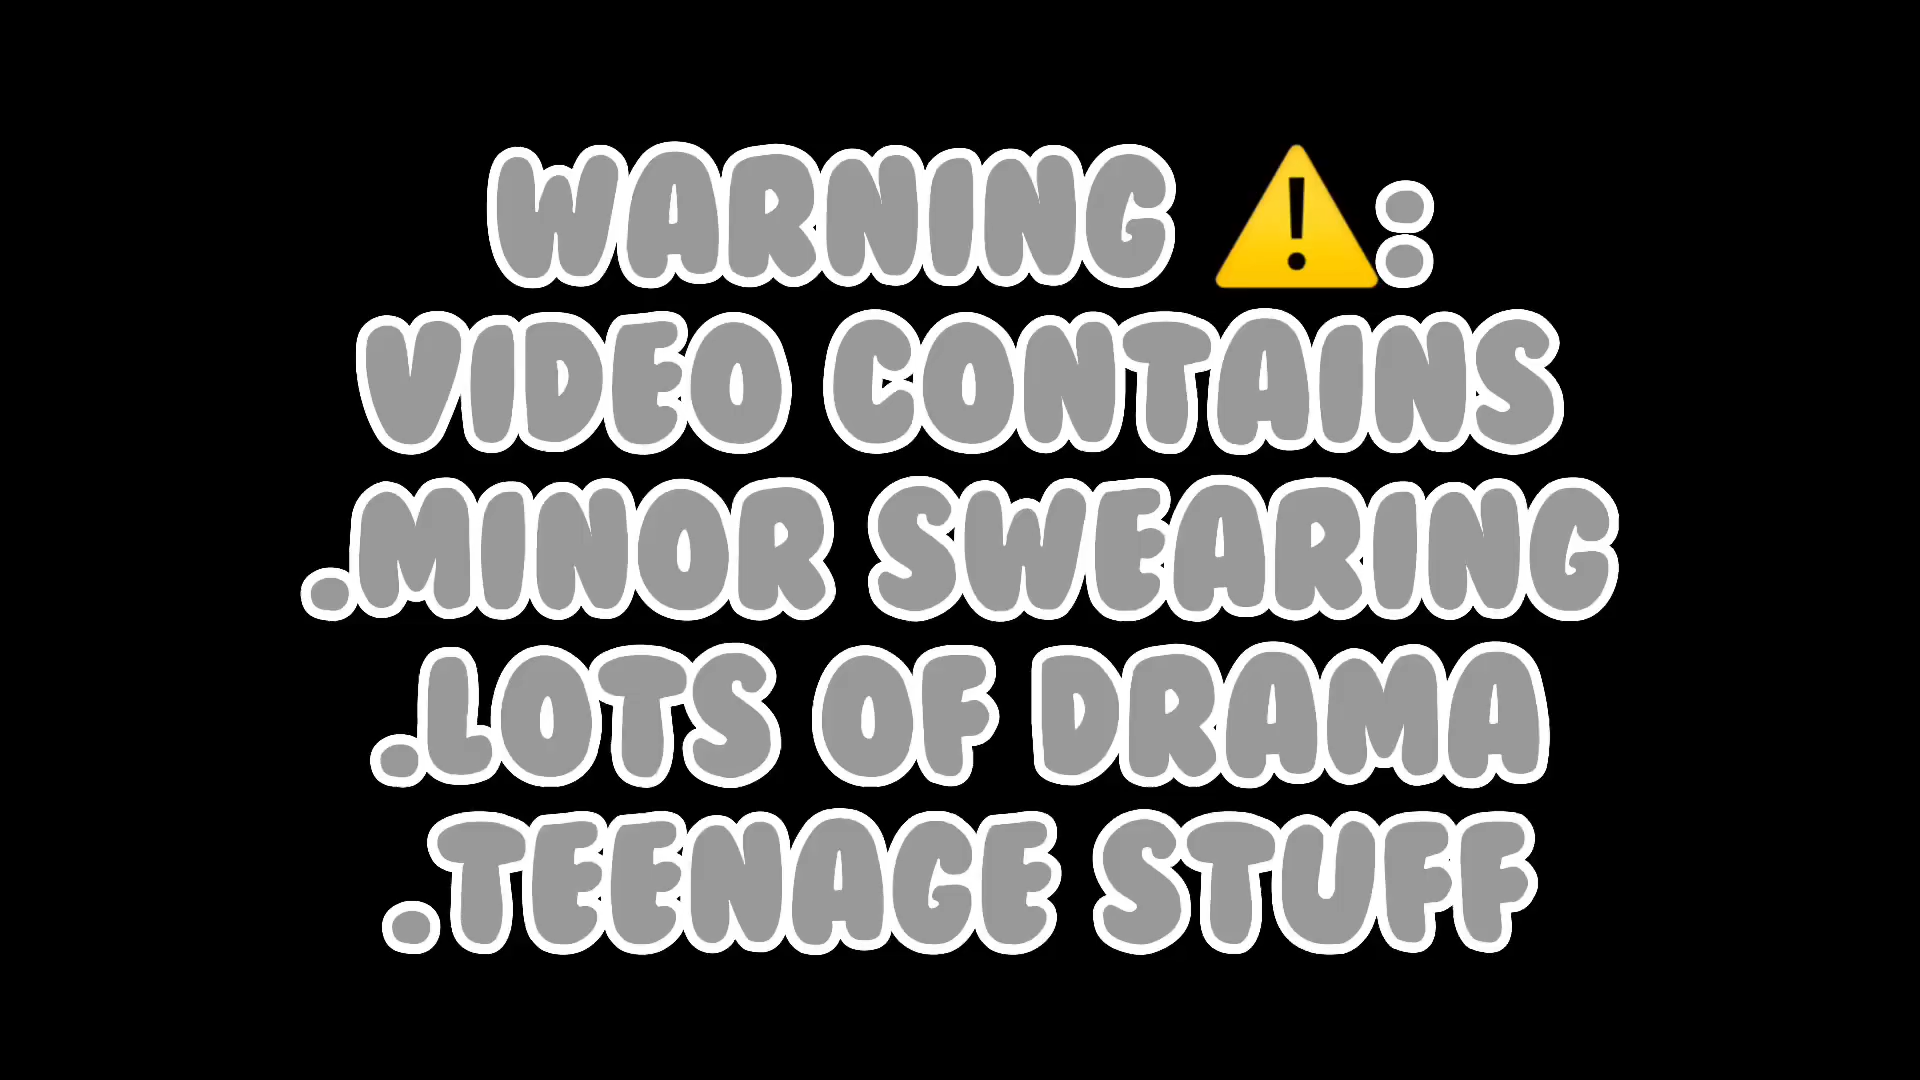 WARNING ⚠️:
VIDEO CONTAINS
.MINOR SWEARING
.LOTS OF DRAMA
.TEENAGE STUFF